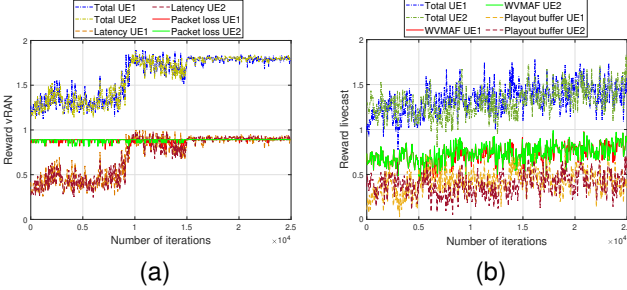 Total UE1
Total UE2
Latency UE1
Latency UE2
Packet loss UE1
Packet loss UE2
Reward vRAN
2
1.5
1
0.5
0
0
0.5
1
1.5
2
2.5
×10⁴
Number of iterations
(a)
Total UE1
Total UE2
WVMAF UE1
WVMAF UE2
Playout buffer UE1
Playout buffer UE2
Reward livecast
2
1.5
1
0.5
0
0
0.5
1
1.5
2
2.5
×10⁴
Number of iterations
(b)